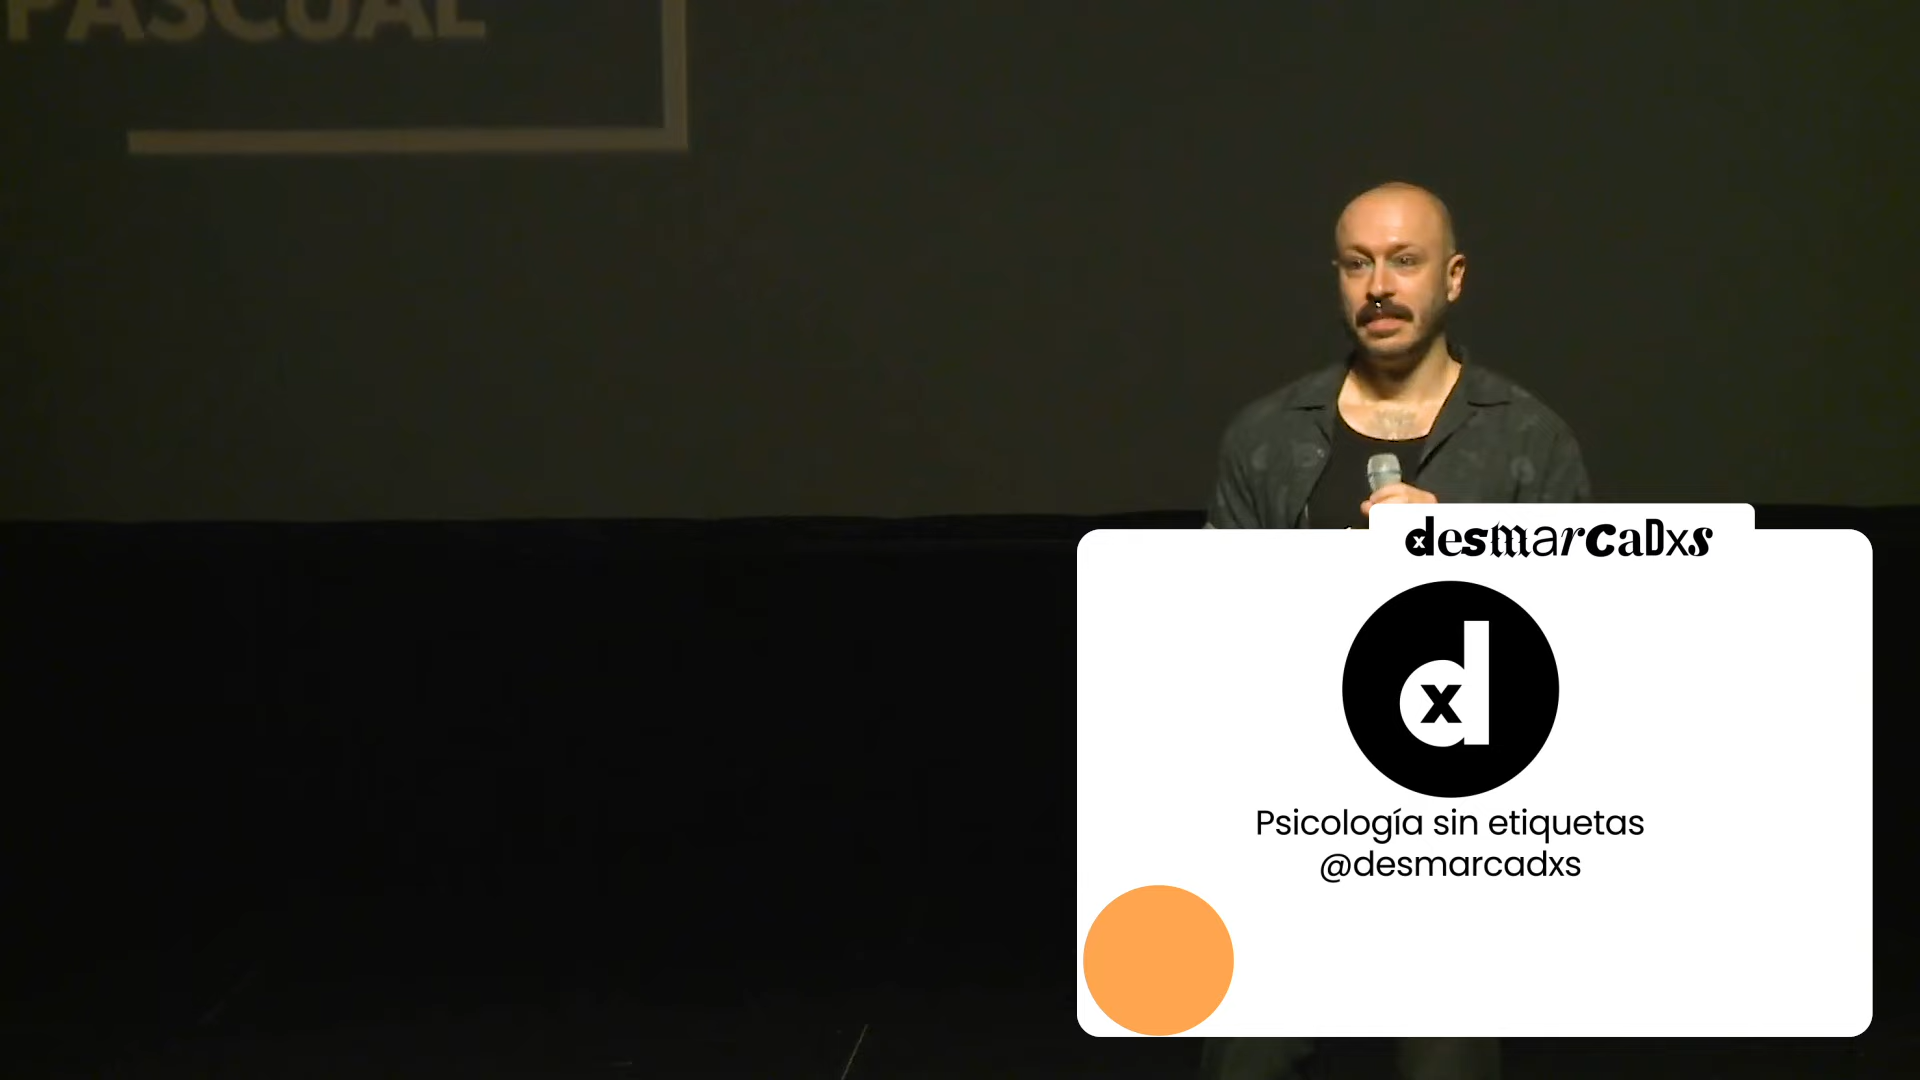 PASCUAL
desmarcaDxs
dx
Psicología sin etiquetas
@desmarcadxs